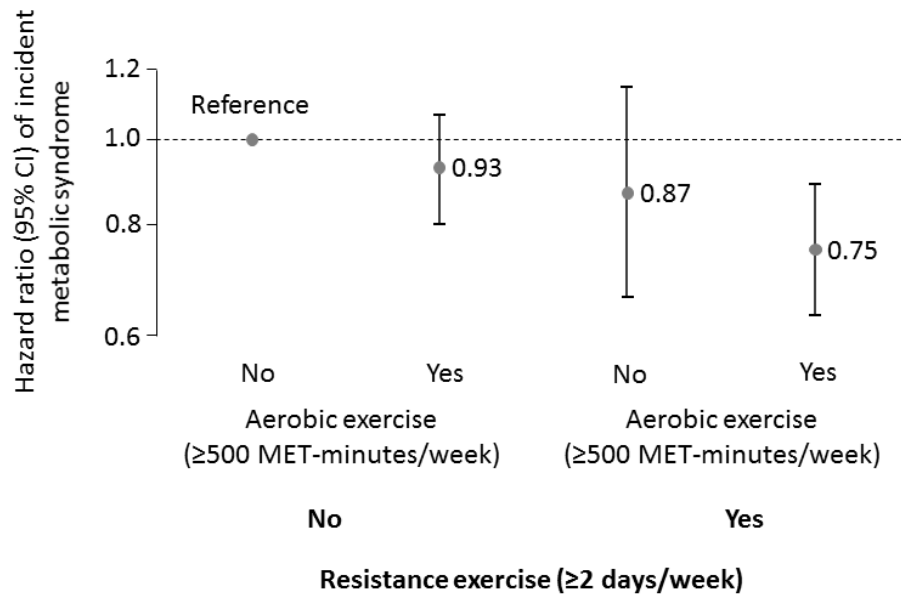 Hazard ratio (95% CI) of incident
metabolic syndrome
1.2
1.0
0.8
0.6
Reference
0.93
0.87
0.75
No
Yes
No
Yes
Aerobic exercise
(≥500 MET-minutes/week)
Aerobic exercise
(≥500 MET-minutes/week)
No
Yes
Resistance exercise (≥2 days/week)